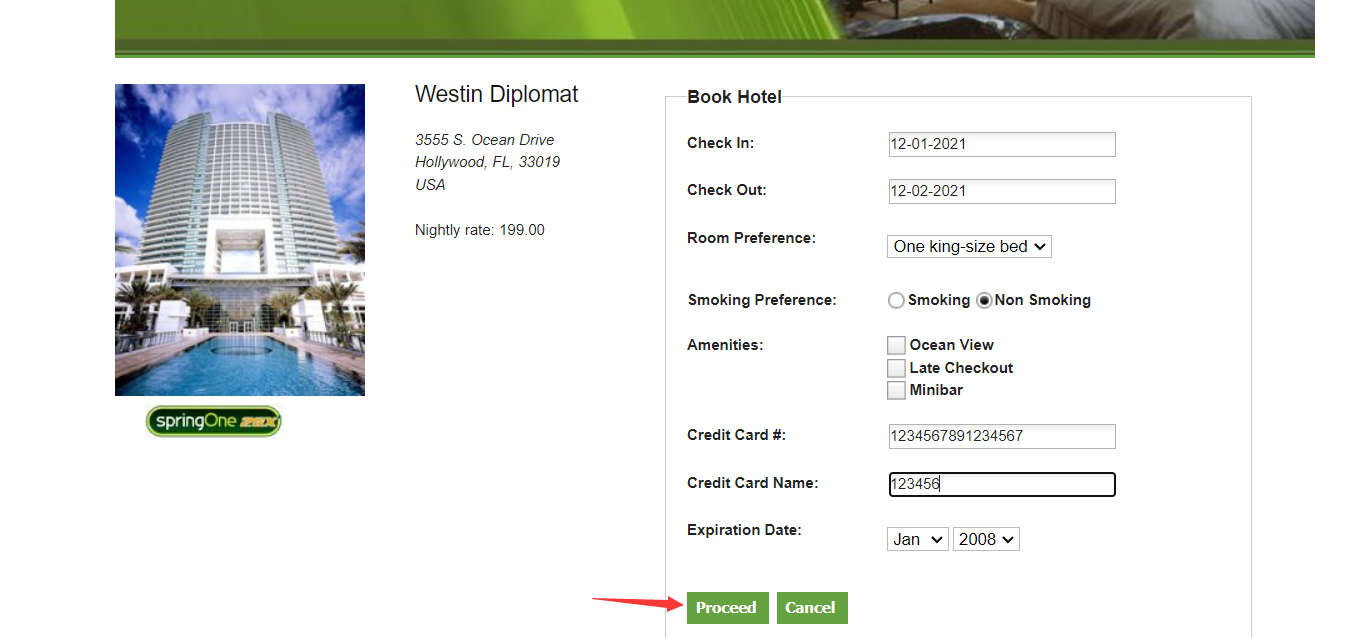 Westin Diplomat
3555 S. Ocean Drive
Hollywood, FL, 33019
USA
Nightly rate: 199.00
springOne 2GX
Book Hotel
Check In: 12-01-2021
Check Out: 12-02-2021
Room Preference: One king-size bed
Smoking Preference: Smoking Non Smoking
Amenities: Ocean View
Late Checkout
Minibar
Credit Card #: 1234567891234567
Credit Card Name: 123456
Expiration Date: Jan 2008
Proceed Cancel